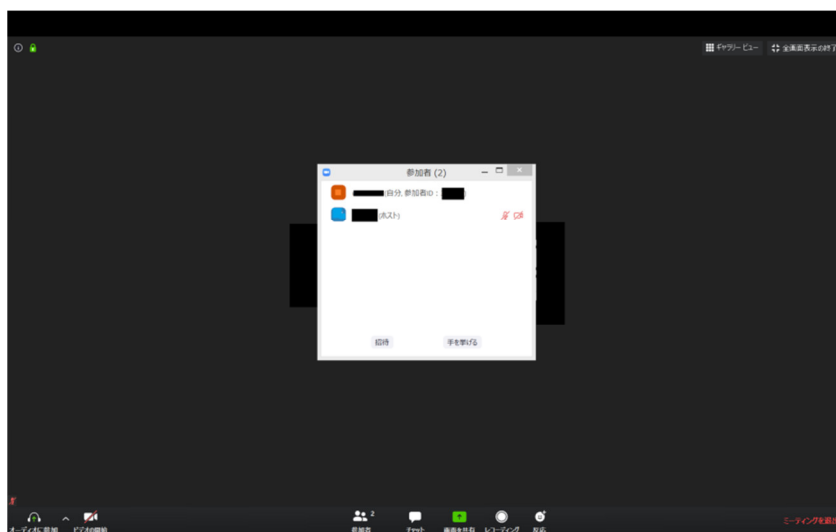 ギャラリー ビュー
全画面表示の終了
参加者 (2)
(自分, 参加者ID :
(ホスト)
招待
手を挙げる
オーディオに参加
ビデオの開始
2
参加者
チャット
画面を共有
レコーディング
反応
ミーティングを退出